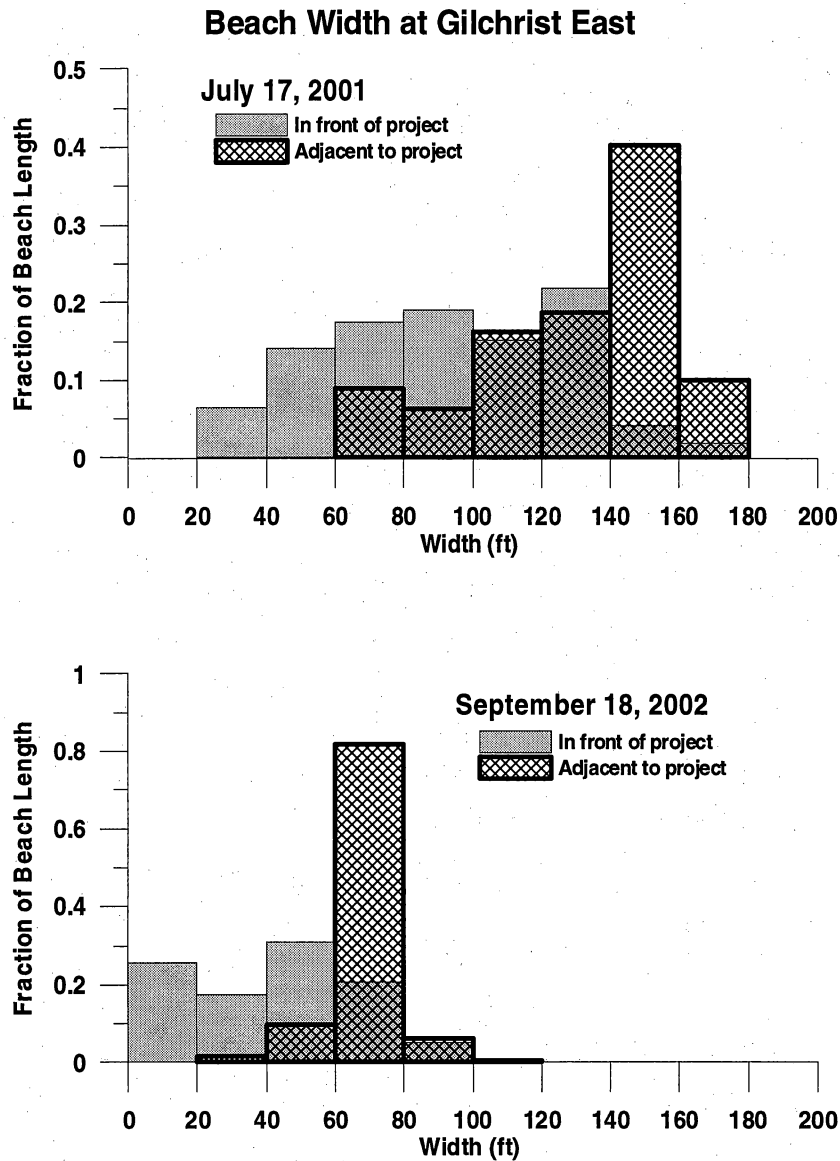 Beach Width at Gilchrist East
July 17, 2001
In front of project
Adjacent to project
Fraction of Beach Length
0.5
0.4
0.3
0.2
0.1
0
0 20 40 60 80 100 120 140 160 180 200
Width (ft)
September 18, 2002
In front of project
Adjacent to project
Fraction of Beach Length
1
0.8
0.6
0.4
0.2
0
0 20 40 60 80 100 120 140 160 180 200
Width (ft)